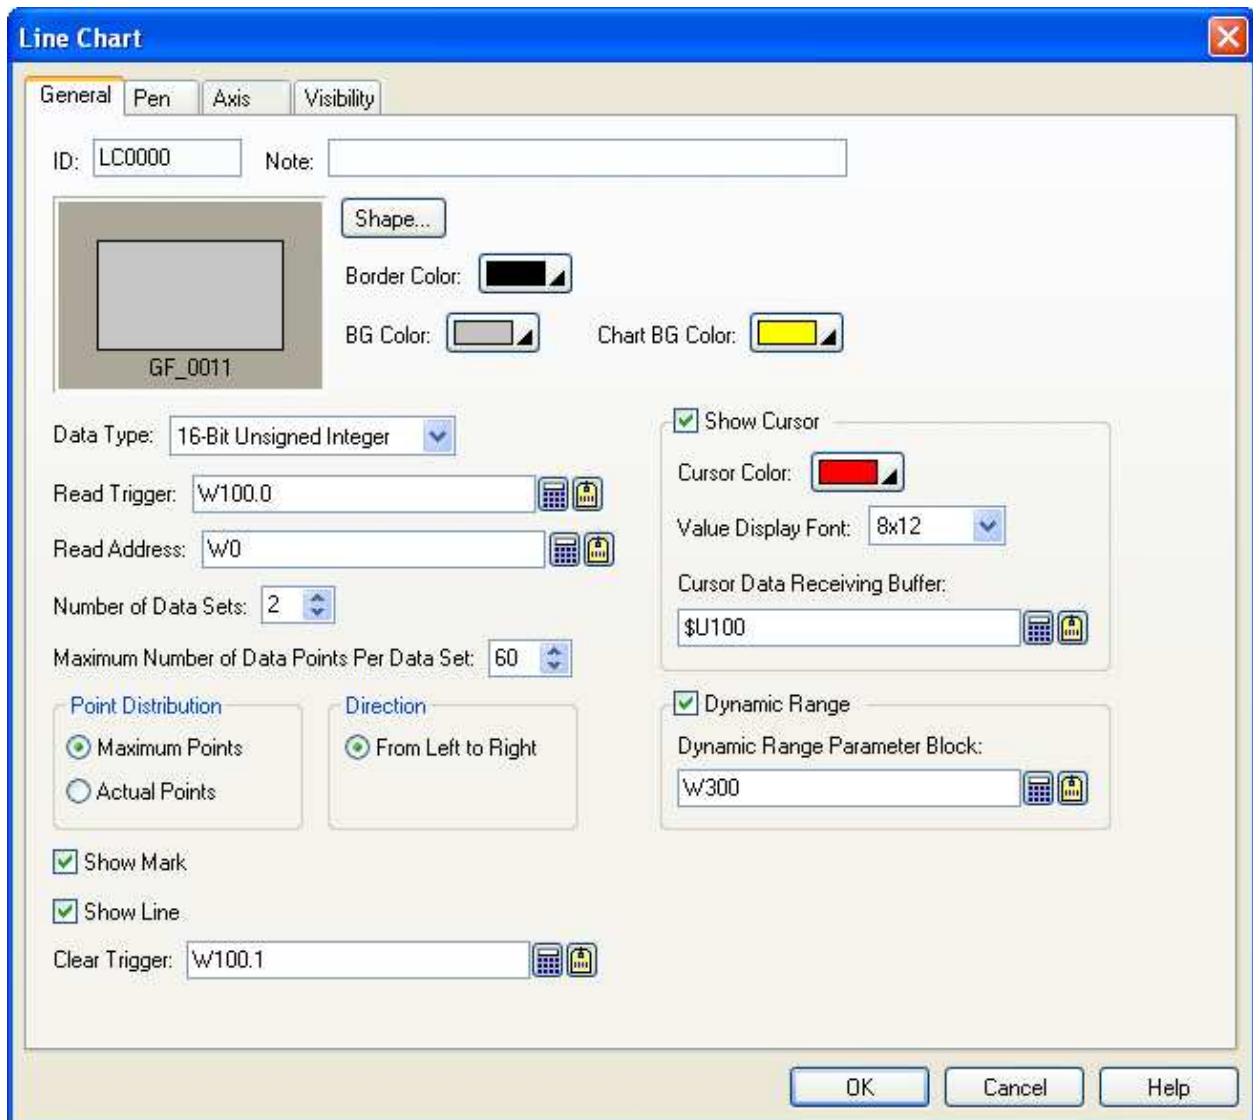 Line Chart
General Pen Axis Visibility
ID: LC0000 Note:
Shape...
Border Color:
BG Color: Chart BG Color:
GF_0011
Data Type: 16-Bit Unsigned Integer
Read Trigger: W100.0
Read Address: W0
Number of Data Sets: 2
Maximum Number of Data Points Per Data Set: 60
Point Distribution
Maximum Points
Actual Points
Direction
From Left to Right
Show Mark
Show Line
Clear Trigger: W100.1
Show Cursor
Cursor Color:
Value Display Font: 8x12
Cursor Data Receiving Buffer:
$U100
Dynamic Range
Dynamic Range Parameter Block:
W300
OK Cancel Help